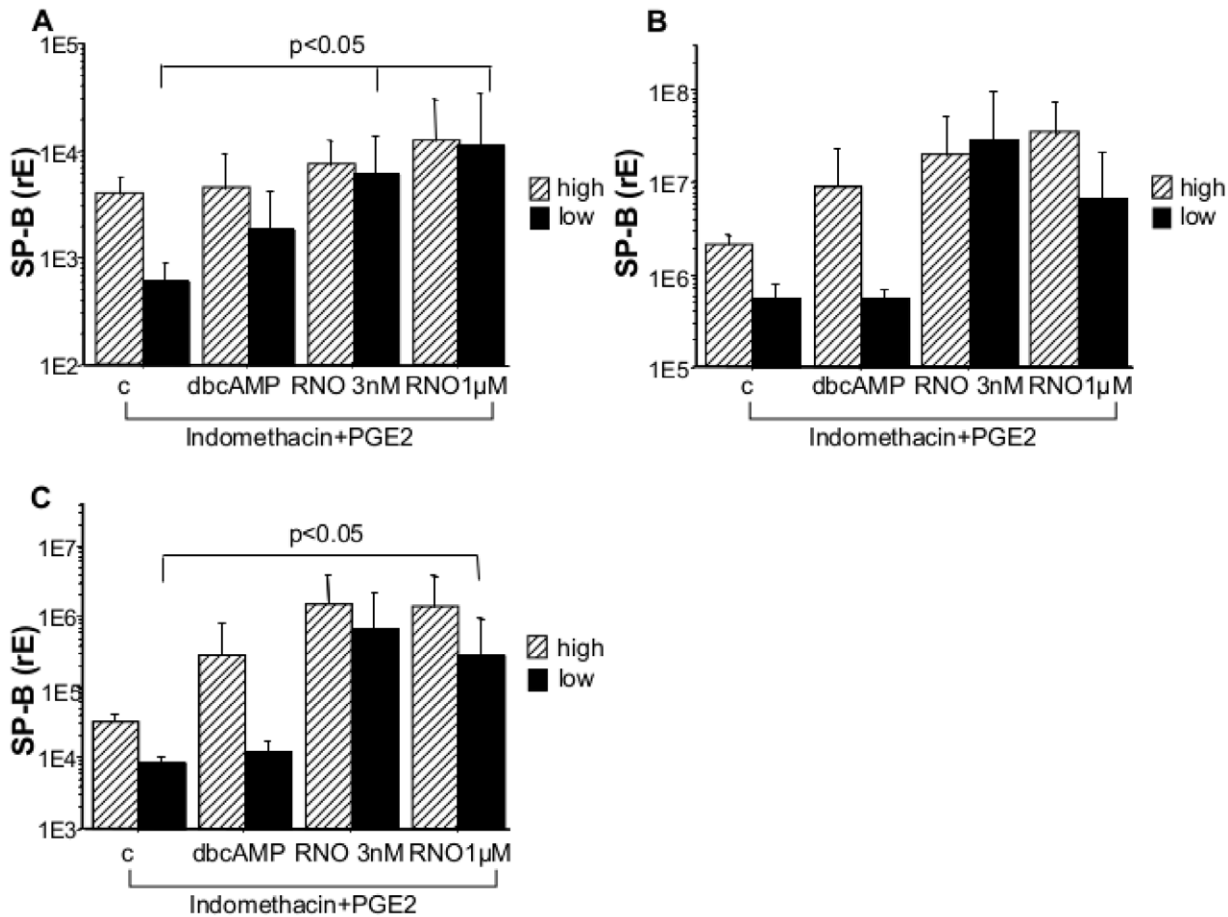 A
1E5
1E4
1E3
1E2
SP-B (rE)
p<0.05
high
low
c dbcAMP RNO 3nM RNO1μM
Indomethacin+PGE2
B
1E8
1E7
1E6
1E5
SP-B (rE)
high
low
c dbcAMP RNO 3nM RNO1μM
Indomethacin+PGE2
C
1E7
1E6
1E5
1E4
1E3
SP-B (rE)
p<0.05
high
low
c dbcAMP RNO 3nM RNO1μM
Indomethacin+PGE2